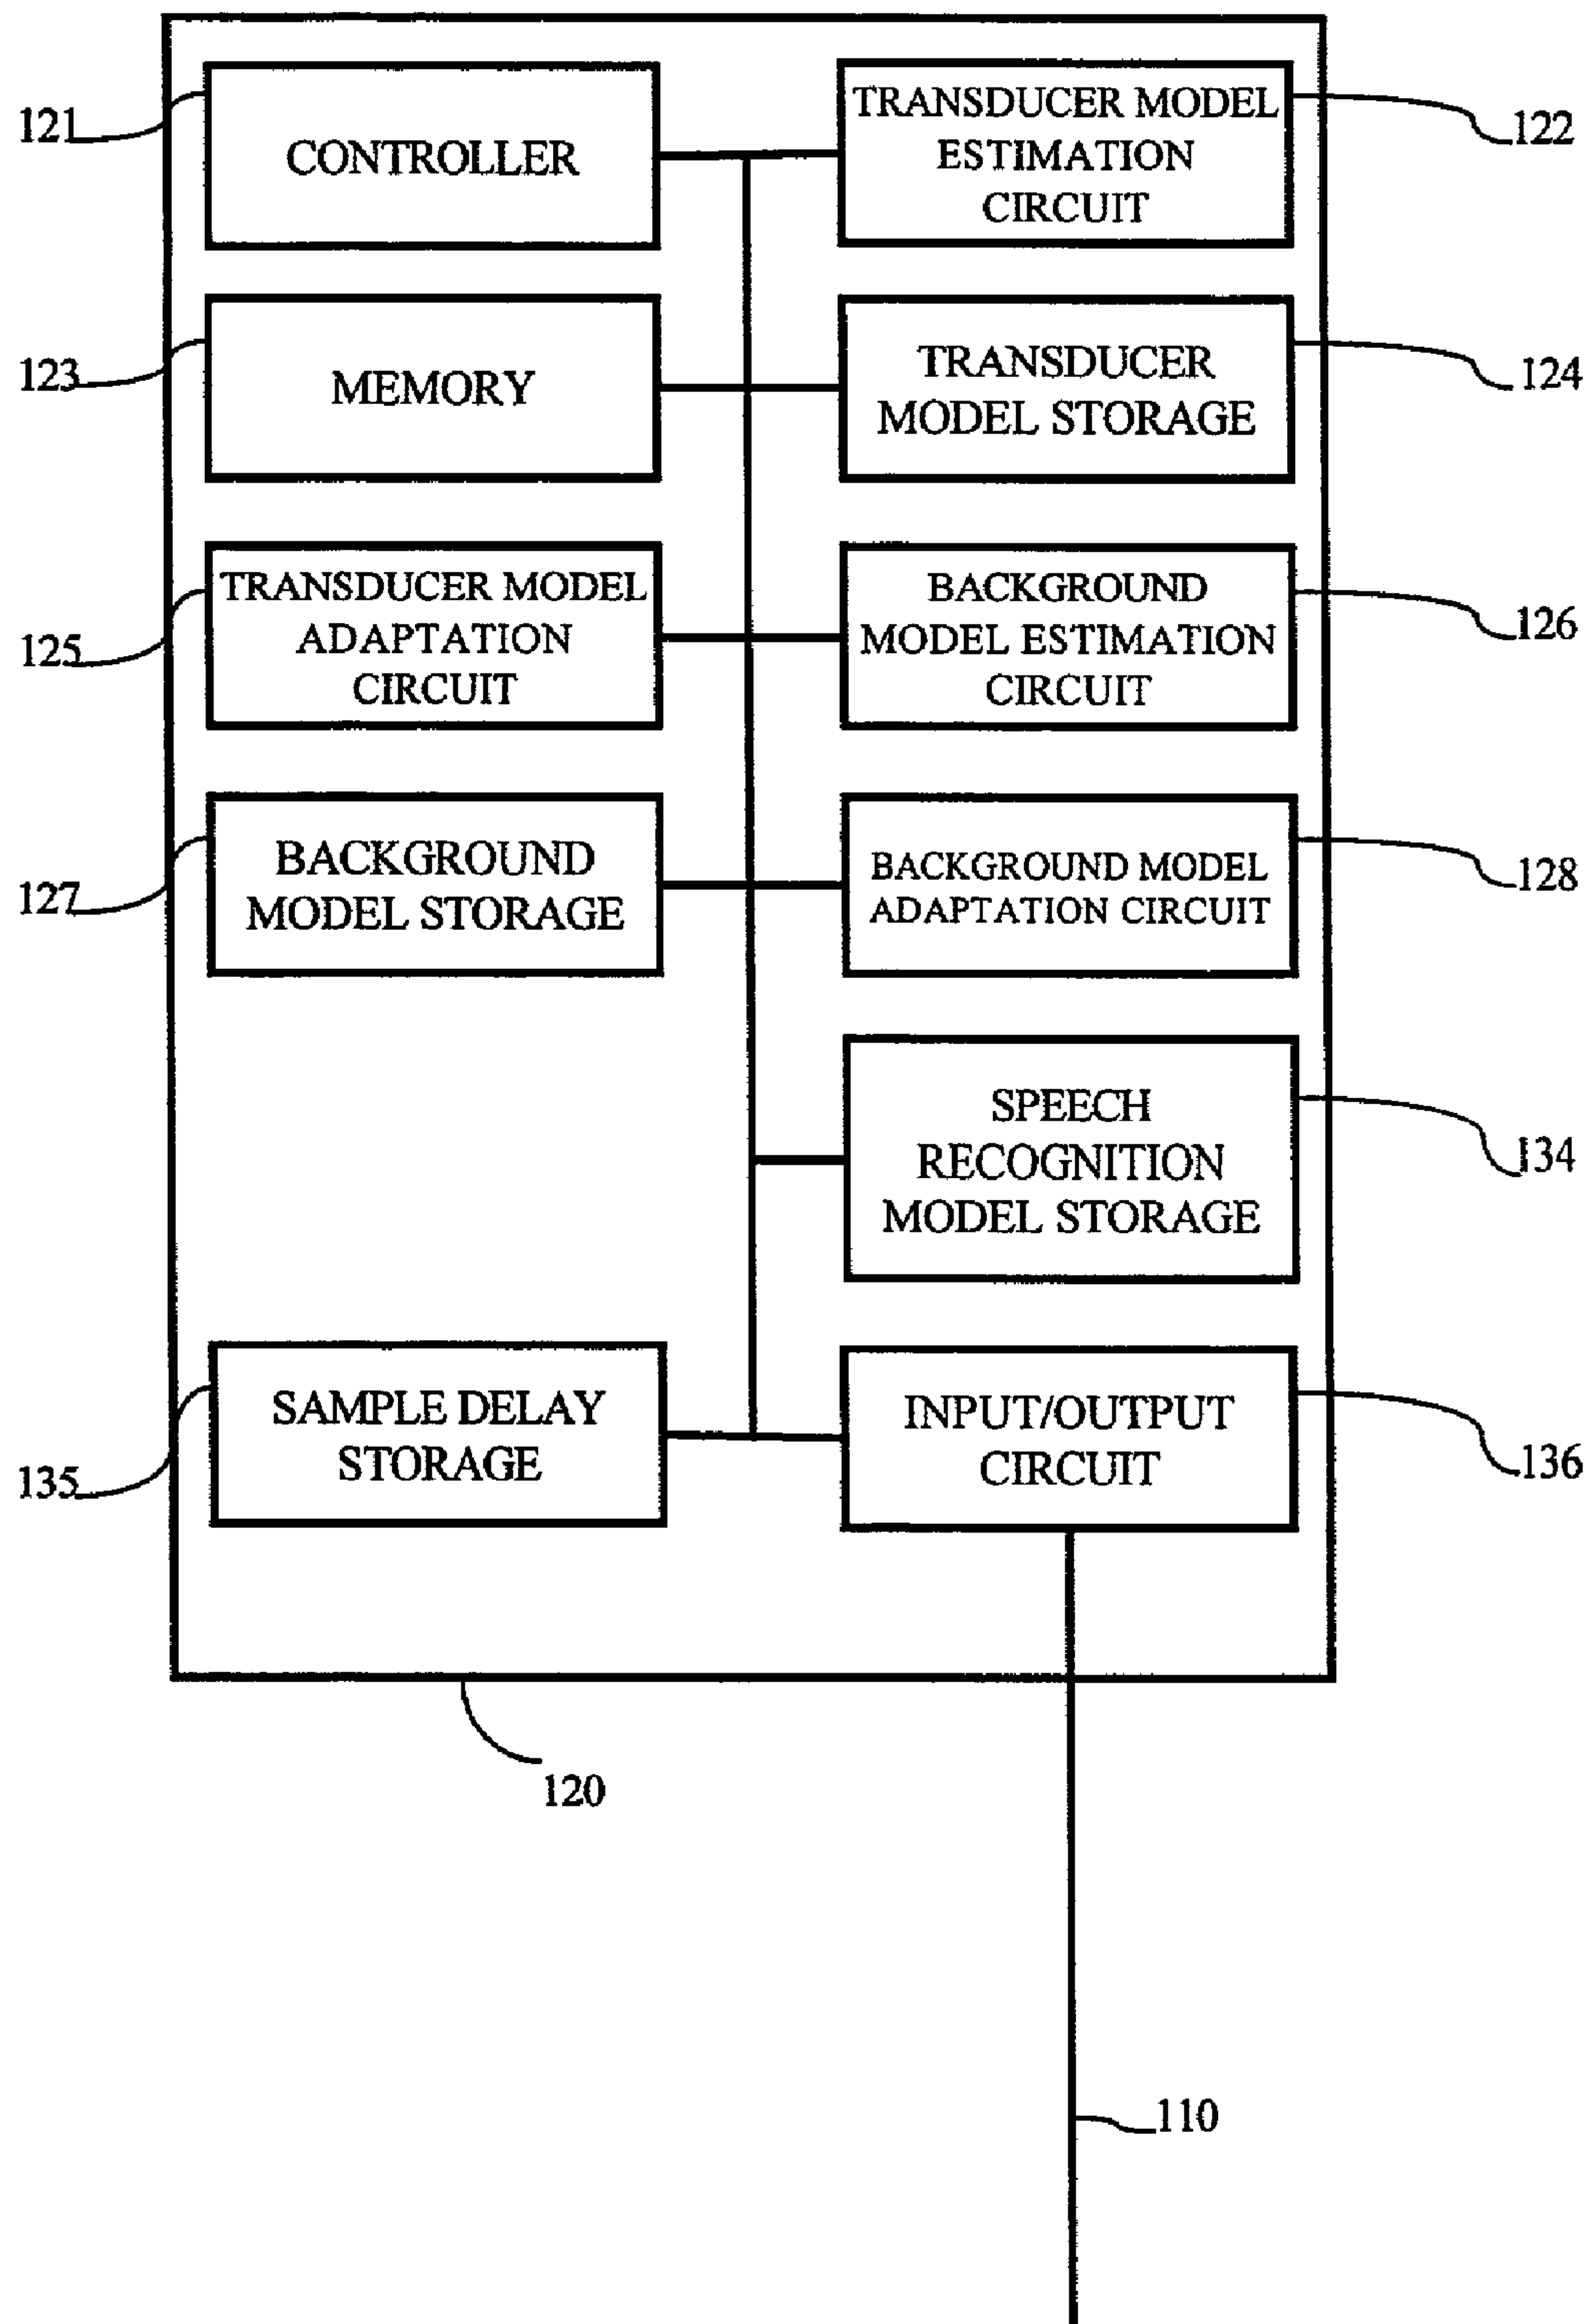 121
CONTROLLER
TRANSDUCER MODEL
ESTIMATION
CIRCUIT
122
123
MEMORY
TRANSDUCER
MODEL STORAGE
124
125
TRANSDUCER MODEL
ADAPTATION
CIRCUIT
BACKGROUND
MODEL ESTIMATION
CIRCUIT
126
127
BACKGROUND
MODEL STORAGE
BACKGROUND MODEL
ADAPTATION CIRCUIT
128
SPEECH
RECOGNITION
MODEL STORAGE
134
135
SAMPLE DELAY
STORAGE
INPUT/OUTPUT
CIRCUIT
136
120
110